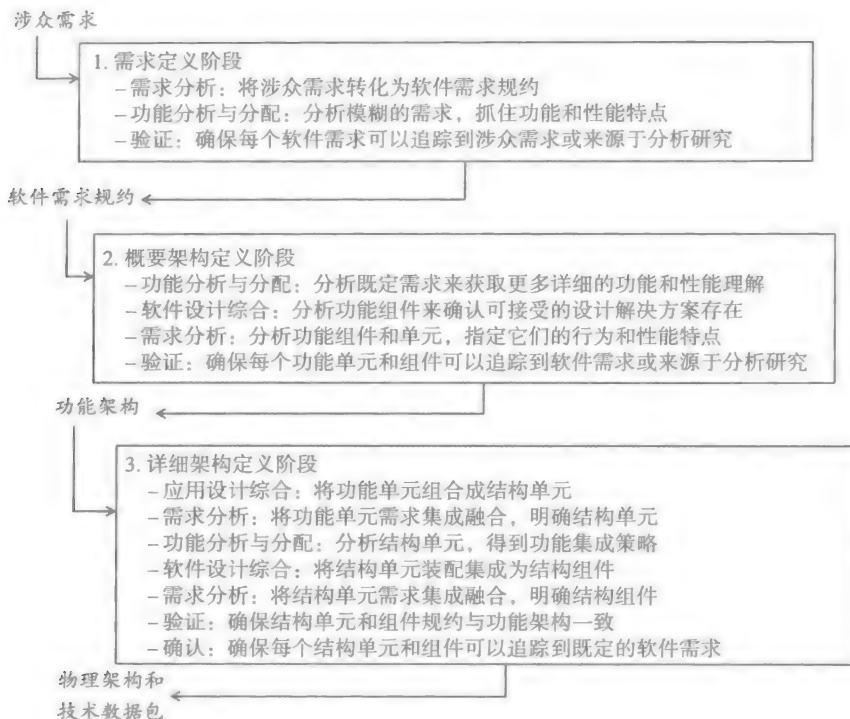 涉众需求
1. 需求定义阶段
–需求分析：将涉众需求转化为软件需求规约
–功能分析与分配：分析模糊的需求，抓住功能和性能特点
–验证：确保每个软件需求可以追踪到涉众需求或来源于分析研究
软件需求规约
2. 概要架构定义阶段
–功能分析与分配：分析既定需求来获取更多详细的功能和性能理解
–软件设计综合：分析功能组件来确认可接受的设计解决方案存在
–需求分析：分析功能组件和单元，指定它们的行为和性能特点
–验证：确保每个功能单元和组件可以追踪到软件需求或来源于分析研究
功能架构
3. 详细架构定义阶段
–应用设计综合：将功能单元组合成结构单元
–需求分析：将功能单元需求集成融合，明确结构单元
–功能分析与分配：分析结构单元，得到功能集成策略
–软件设计综合：将结构单元装配集成为结构组件
–需求分析：将结构单元需求集成融合，明确结构组件
–验证：确保结构单元和组件规约与功能架构一致
–确认：确保每个结构单元和组件可以追踪到既定的软件需求
物理架构和
技术数据包